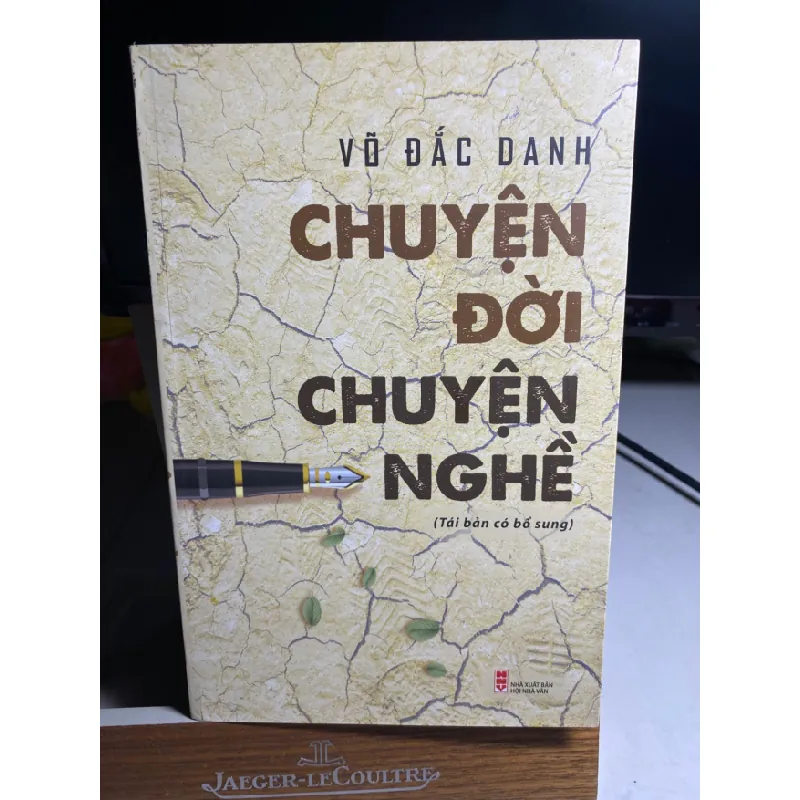 VÕ ĐẮC DANH
CHUYỆN
ĐỜI
CHUYỆN
NGHỀ
(Tái bản có bổ sung)
NHÀ XUẤT BẢN
HỘI NHÀ VĂN
JAEGER-LECOULTRE